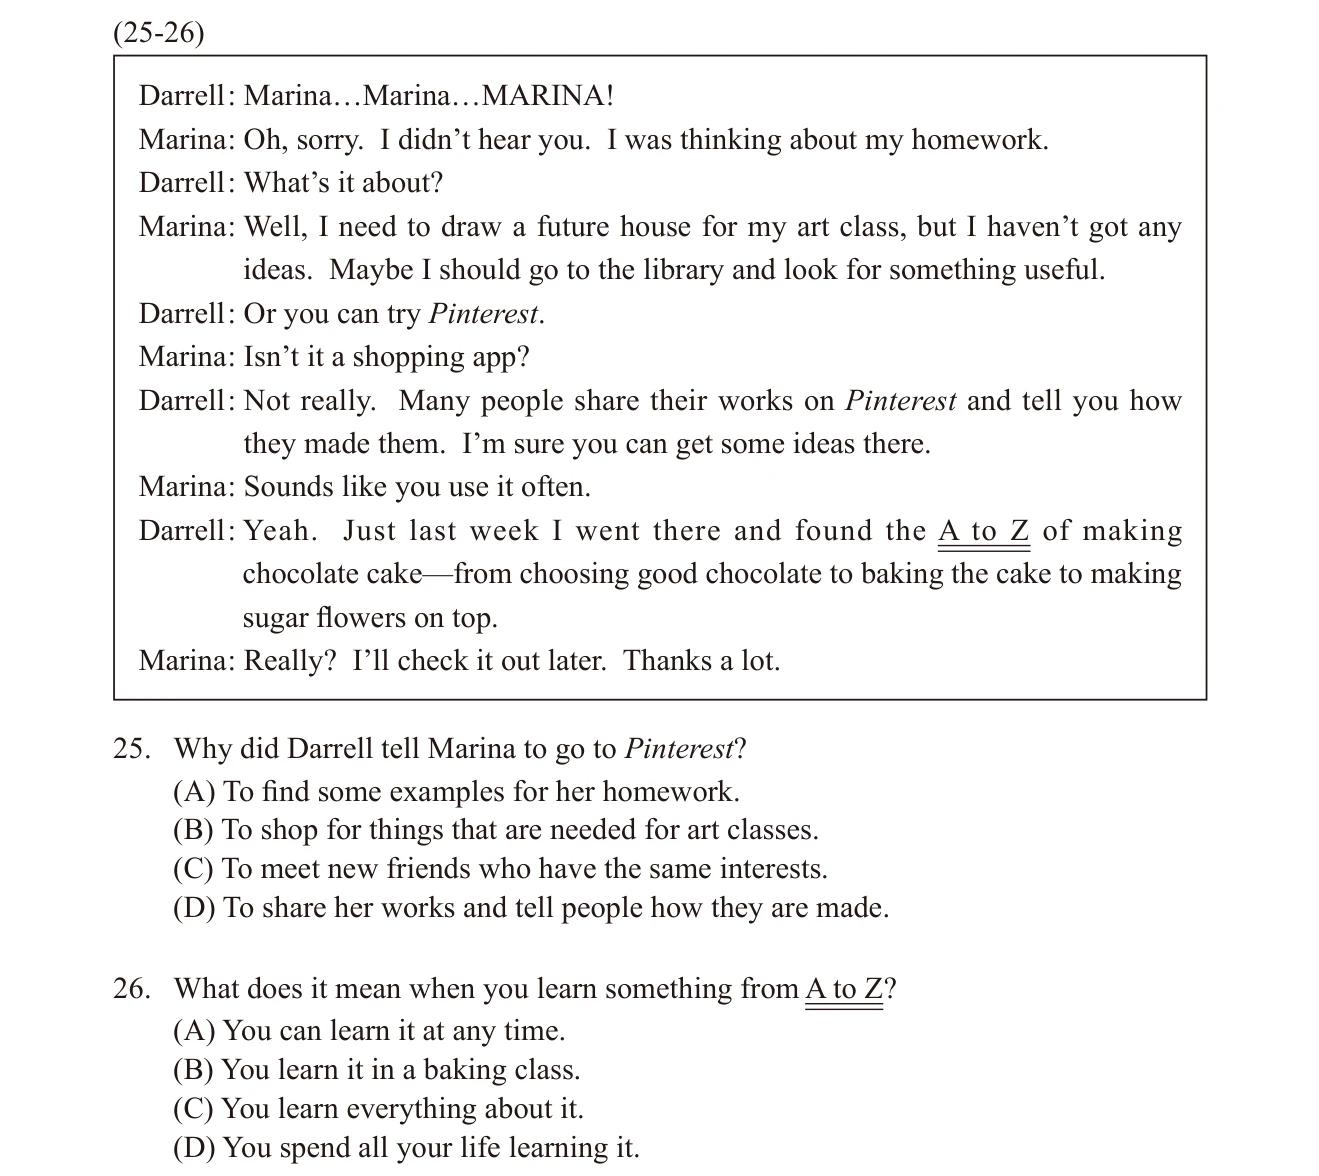 (25-26)
Darrell: Marina…Marina…MARINA!
Marina: Oh, sorry. I didn’t hear you. I was thinking about my homework.
Darrell: What’s it about?
Marina: Well, I need to draw a future house for my art class, but I haven’t got any
ideas. Maybe I should go to the library and look for something useful.
Darrell: Or you can try Pinterest.
Marina: Isn’t it a shopping app?
Darrell: Not really. Many people share their works on Pinterest and tell you how
they made them. I’m sure you can get some ideas there.
Marina: Sounds like you use it often.
Darrell: Yeah. Just last week I went there and found the A to Z of making
chocolate cake—from choosing good chocolate to baking the cake to making
sugar flowers on top.
Marina: Really? I’ll check it out later. Thanks a lot.
25. Why did Darrell tell Marina to go to Pinterest?
(A) To find some examples for her homework.
(B) To shop for things that are needed for art classes.
(C) To meet new friends who have the same interests.
(D) To share her works and tell people how they are made.
26. What does it mean when you learn something from A to Z?
(A) You can learn it at any time.
(B) You learn it in a baking class.
(C) You learn everything about it.
(D) You spend all your life learning it.